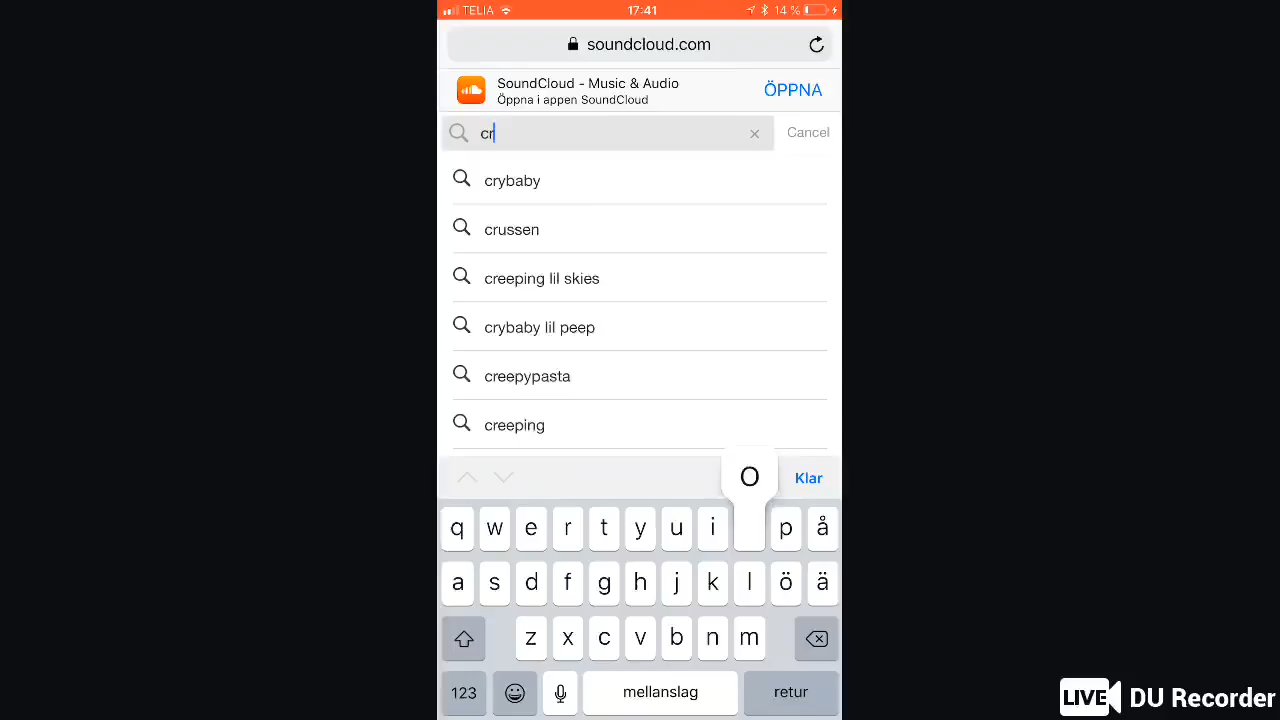 TELIA 17:41 14 %
soundcloud.com
SoundCloud - Music & Audio
Öppna i appen SoundCloud
ÖPPNA
cr
Cancel
crybaby
crussen
creeping lil skies
crybaby lil peep
creepypasta
creeping
O
Klar
q w e r t y u i p å
a s d f g h j k l ö ä
z x c v b n m
123 mellanslag retur
LIVE DU Recorder